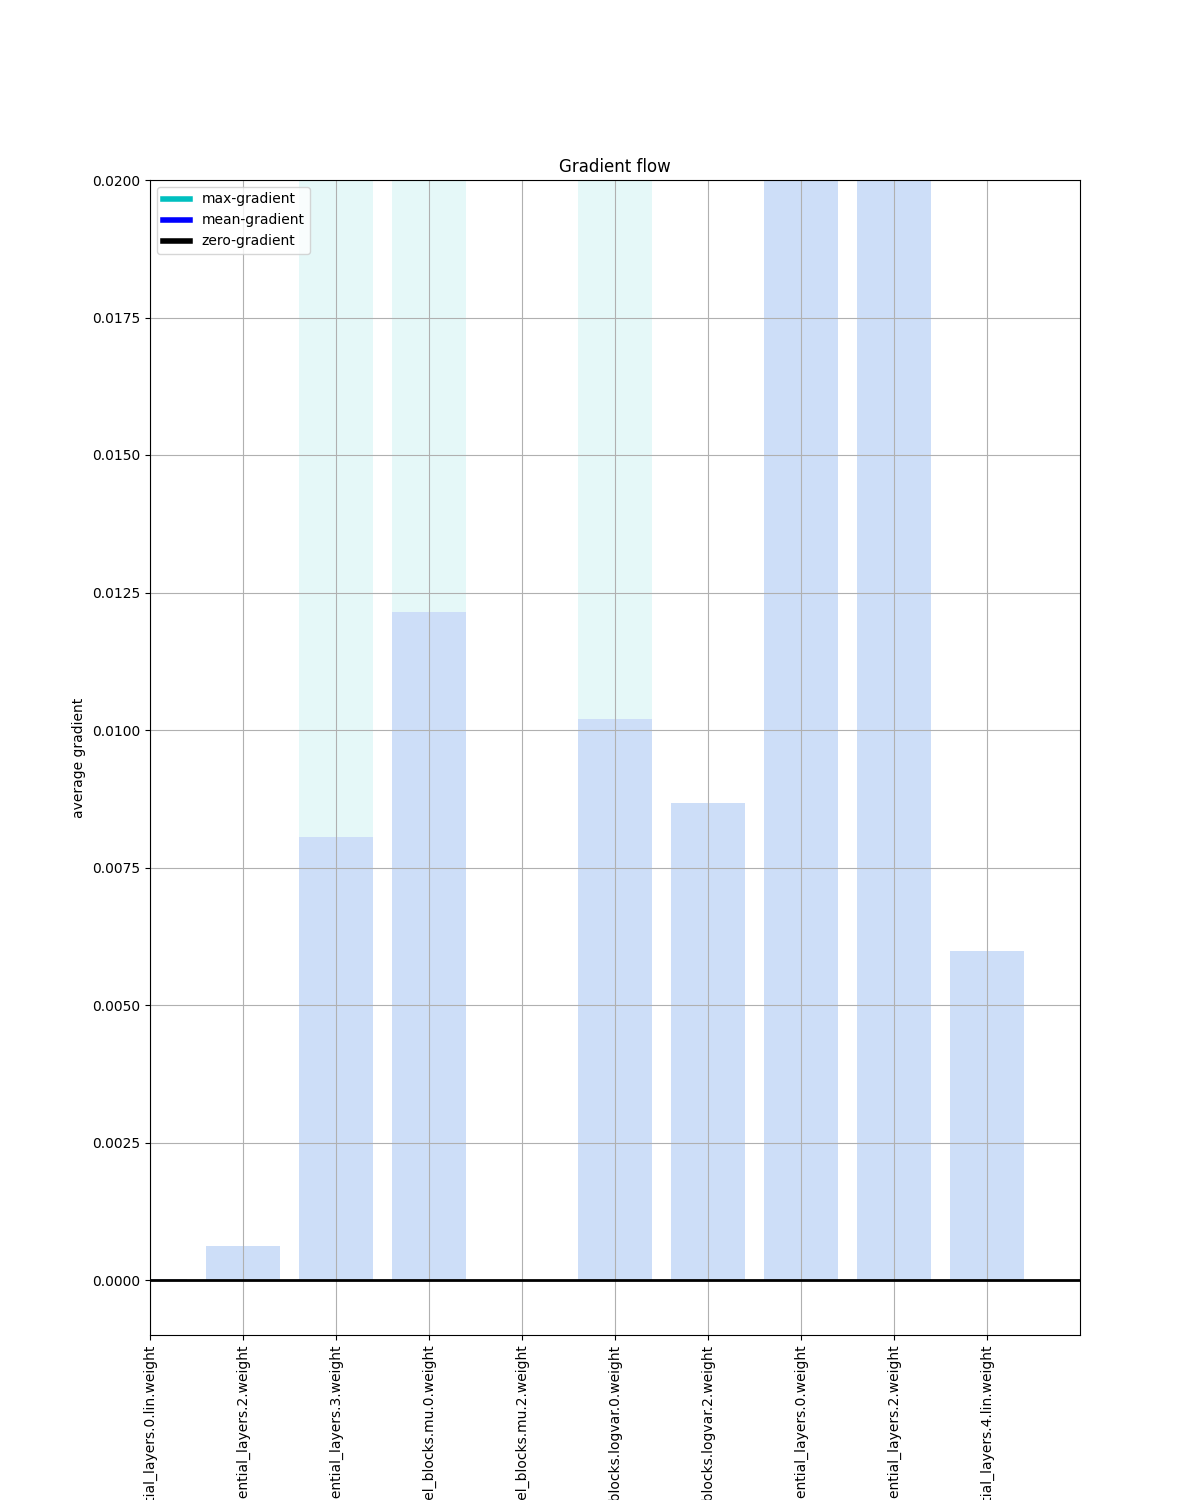 Gradient flow
max-gradient
mean-gradient
zero-gradient
0.0200
0.0175
0.0150
0.0125
0.0100
0.0075
0.0050
0.0025
0.0000
average gradient
tial_layers.0.lin.weight
ential_layers.2.weight
ential_layers.3.weight
el_blocks.mu.0.weight
el_blocks.mu.2.weight
blocks.logvar.0.weight
blocks.logvar.2.weight
ential_layers.0.weight
ential_layers.2.weight
tial_layers.4.lin.weight